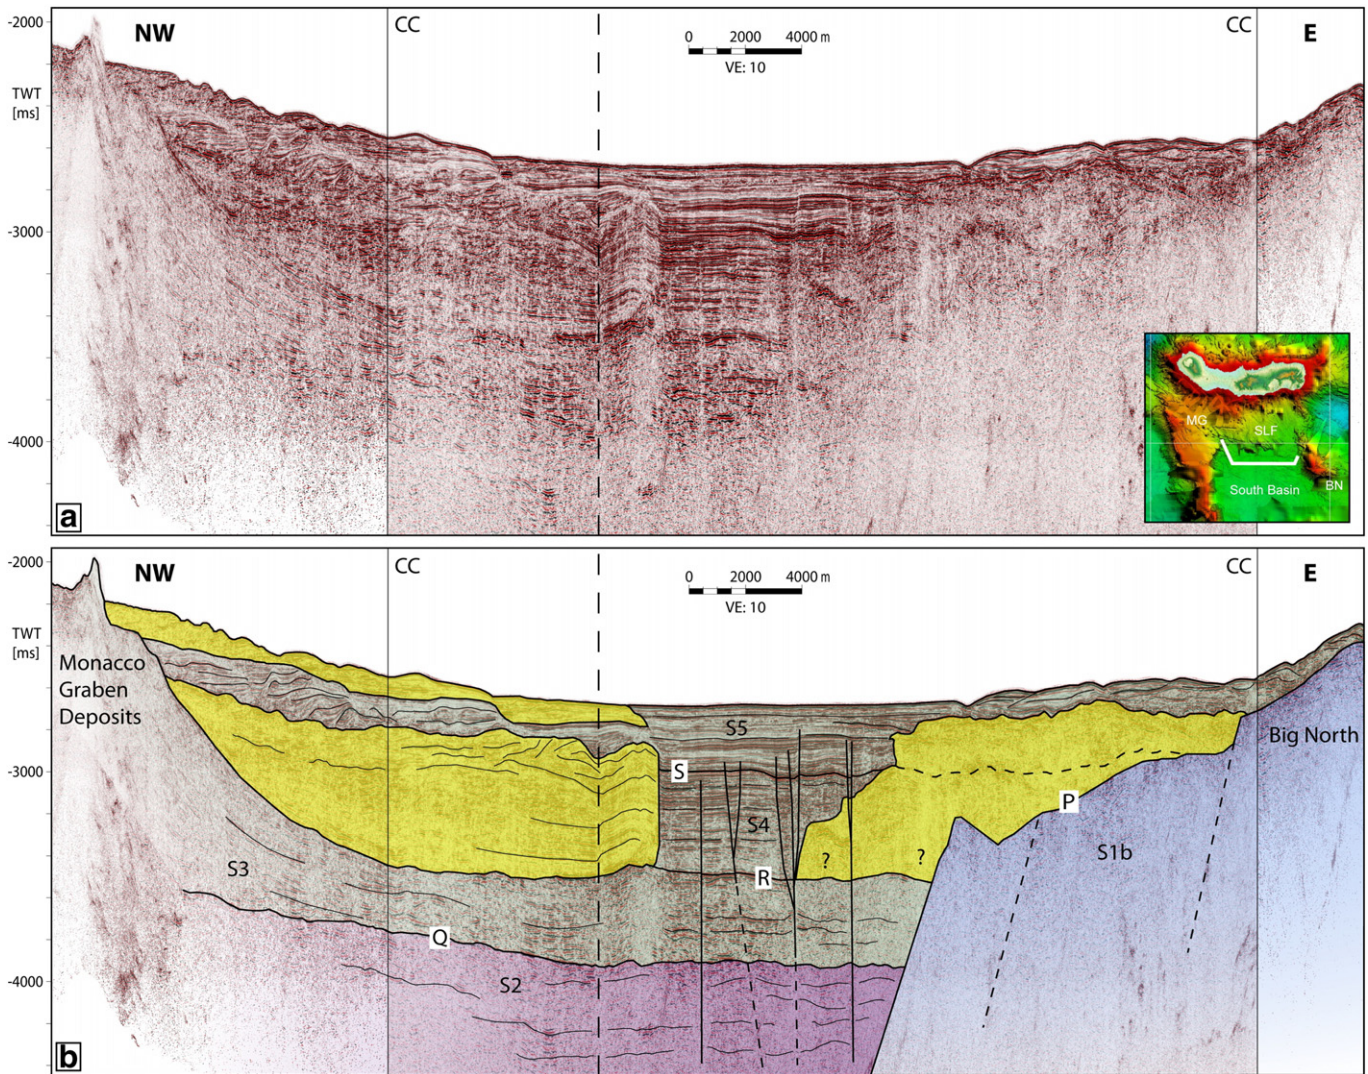 -2000
NW
CC
CC
E
0 2000 4000 m
VE: 10
TWT
[ms]
-3000
-4000
MG
SLF
BN
South Basin
a
-2000
NW
CC
CC
E
0 2000 4000 m
VE: 10
TWT
[ms]
Monacco
Graben
Deposits
S5
Big North
-3000
S
P
S4
S1b
? ?
S3
R
Q
S2
-4000
b